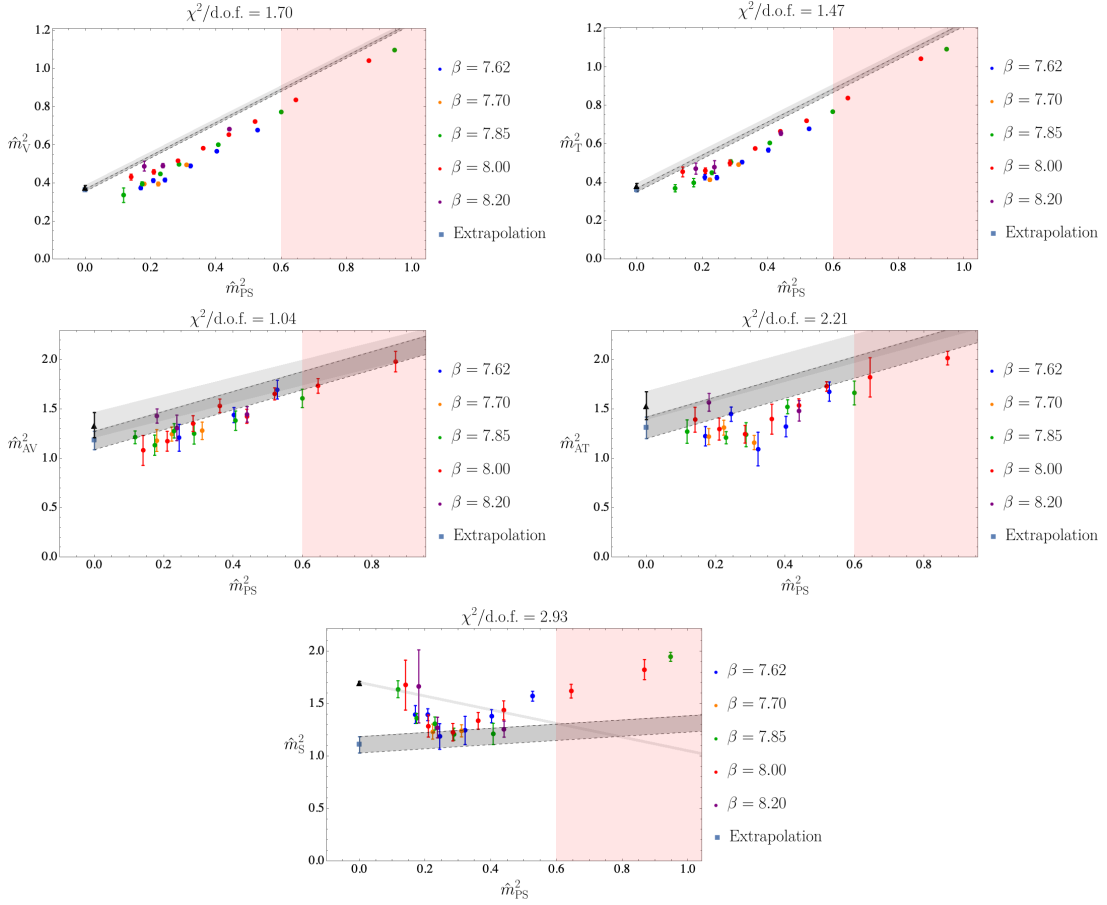 χ²/d.o.f. = 1.70
1.2
1.0
0.8
0.6
0.4
0.2
0.0
m̂²_V
0.0 0.2 0.4 0.6 0.8 1.0
m̂²_PS
β = 7.62
β = 7.70
β = 7.85
β = 8.00
β = 8.20
Extrapolation
χ²/d.o.f. = 1.47
1.2
1.0
0.8
0.6
0.4
0.2
0.0
m̂²_T
0.0 0.2 0.4 0.6 0.8 1.0
m̂²_PS
β = 7.62
β = 7.70
β = 7.85
β = 8.00
β = 8.20
Extrapolation
χ²/d.o.f. = 1.04
2.0
1.5
1.0
0.5
0.0
m̂²_AV
0.0 0.2 0.4 0.6 0.8
m̂²_PS
β = 7.62
β = 7.70
β = 7.85
β = 8.00
β = 8.20
Extrapolation
χ²/d.o.f. = 2.21
2.0
1.5
1.0
0.5
0.0
m̂²_AT
0.0 0.2 0.4 0.6 0.8
m̂²_PS
β = 7.62
β = 7.70
β = 7.85
β = 8.00
β = 8.20
Extrapolation
χ²/d.o.f. = 2.93
2.0
1.5
1.0
0.5
0.0
m̂²_S
0.0 0.2 0.4 0.6 0.8 1.0
m̂²_PS
β = 7.62
β = 7.70
β = 7.85
β = 8.00
β = 8.20
Extrapolation